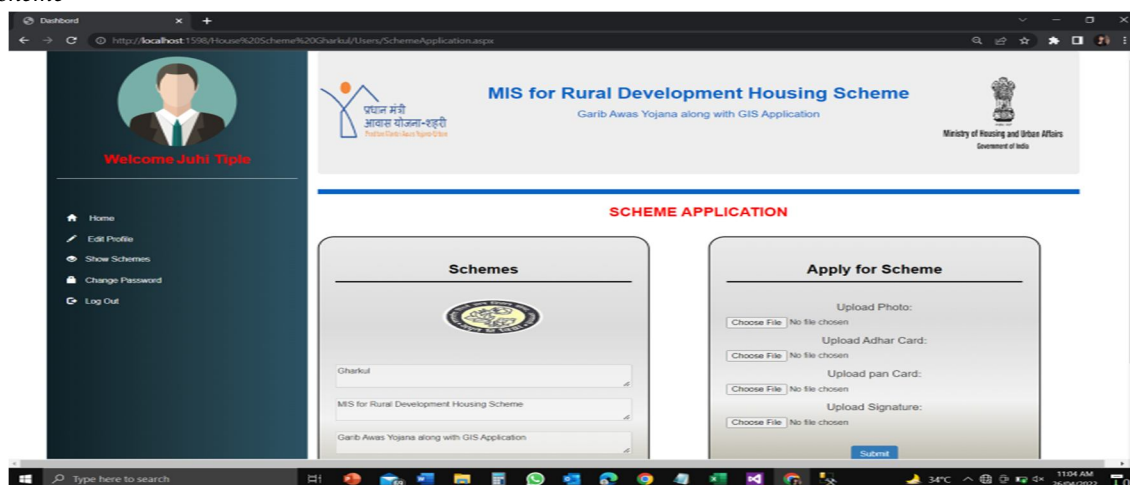 Scheme
Dashbord
http://localhost:1598/House%20Scheme%20Gharkul/Users/SchemeApplication.aspx
Welcome Juhi Tiple
Home
Edit Profile
Show Schemes
Change Password
Log Out
प्रधान मंत्री
आवास योजना-शहरी
MIS for Rural Development Housing Scheme
Garib Awas Yojana along with GIS Application
Ministry of Housing and Urban Affairs
Government of India
SCHEME APPLICATION
Schemes
Gharkul
MIS for Rural Development Housing Scheme
Garib Awas Yojana along with GIS Application
Apply for Scheme
Upload Photo:
Choose File No file chosen
Upload Adhar Card:
Choose File No file chosen
Upload pan Card:
Choose File No file chosen
Upload Signature:
Choose File No file chosen
Submit
Type here to search
34°C
11:04 AM
26/04/2022